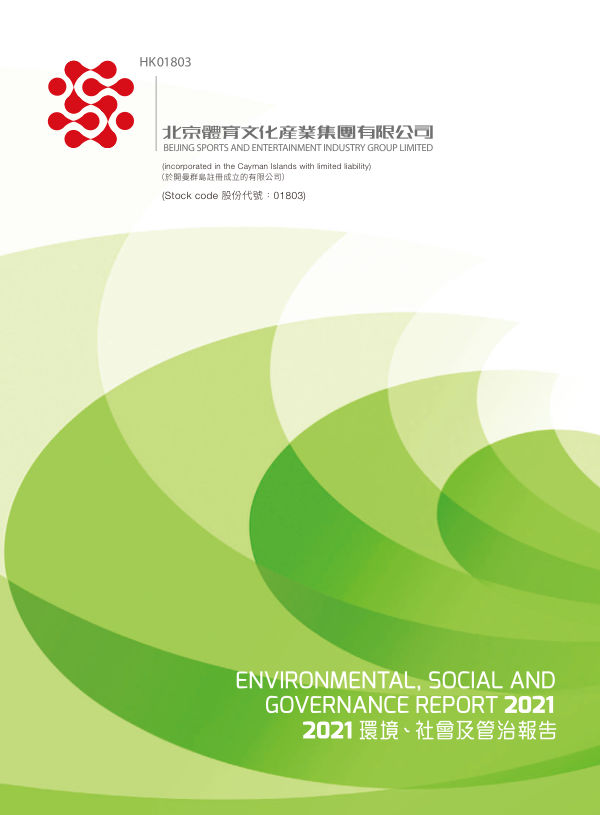 HK01803
北京體育文化產業集團有限公司
BEIJING SPORTS AND ENTERTAINMENT INDUSTRY GROUP LIMITED
(incorporated in the Cayman Islands with limited liability)
(於開曼群島註冊成立的有限公司)
(Stock code 股份代號：01803)
ENVIRONMENTAL, SOCIAL AND
GOVERNANCE REPORT 2021
2021 環境、社會及管治報告